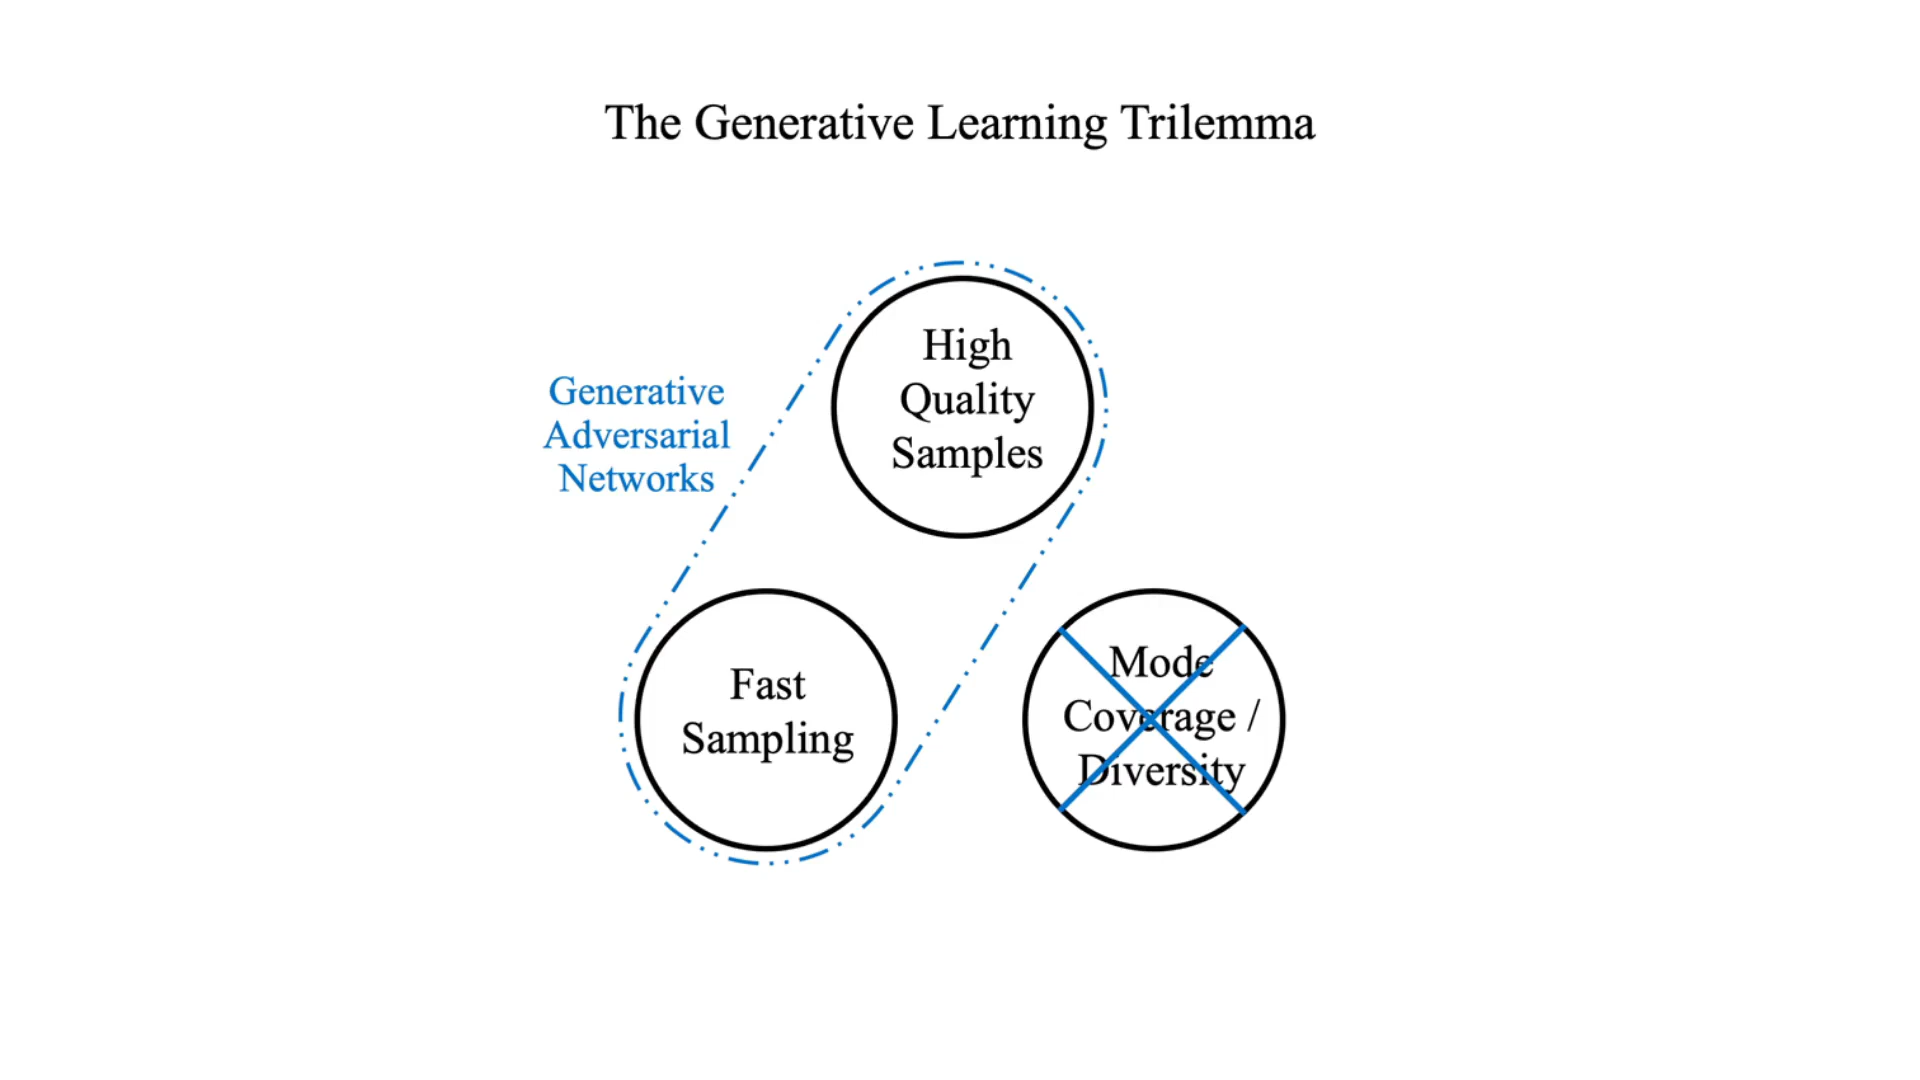 The Generative Learning Trilemma
High
Quality
Samples
Generative
Adversarial
Networks
Fast
Sampling
Mode
Coverage /
Diversity